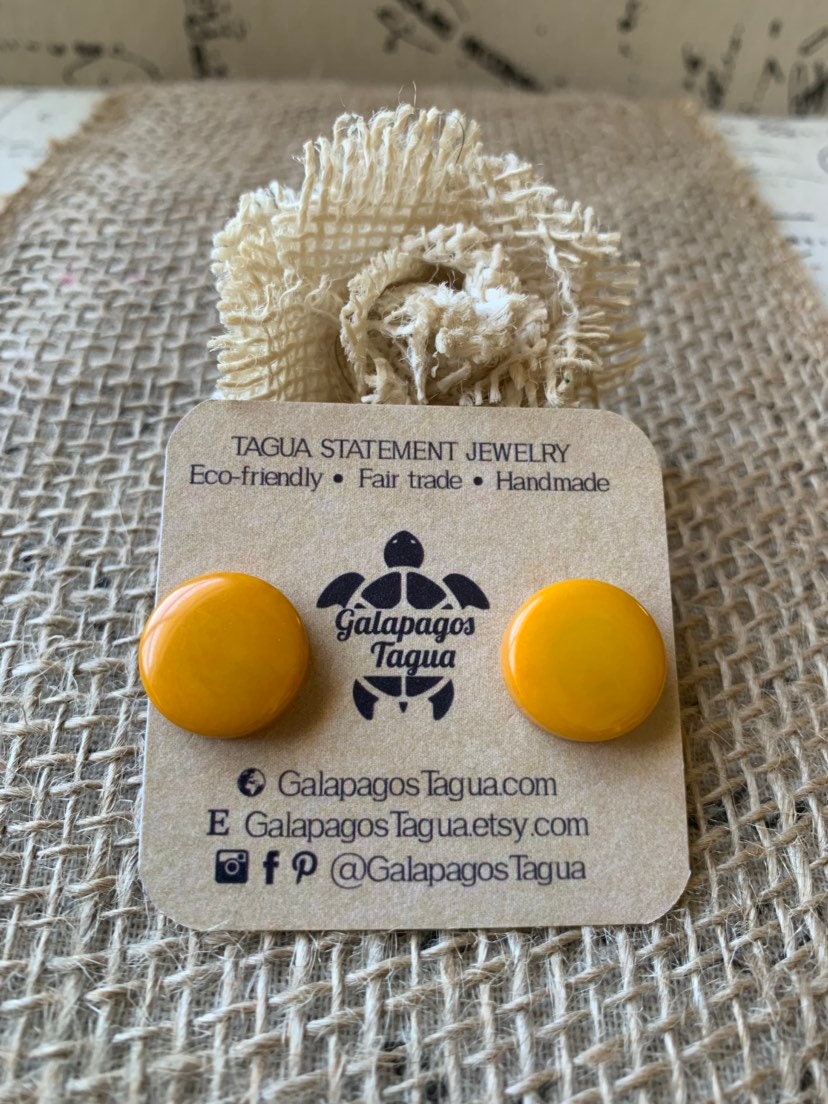 TAGUA STATEMENT JEWELRY
Eco-friendly • Fair trade • Handmade
Galapagos
Tagua
GalapagosTagua.com
E GalapagosTagua.etsy.com
f @GalapagosTagua